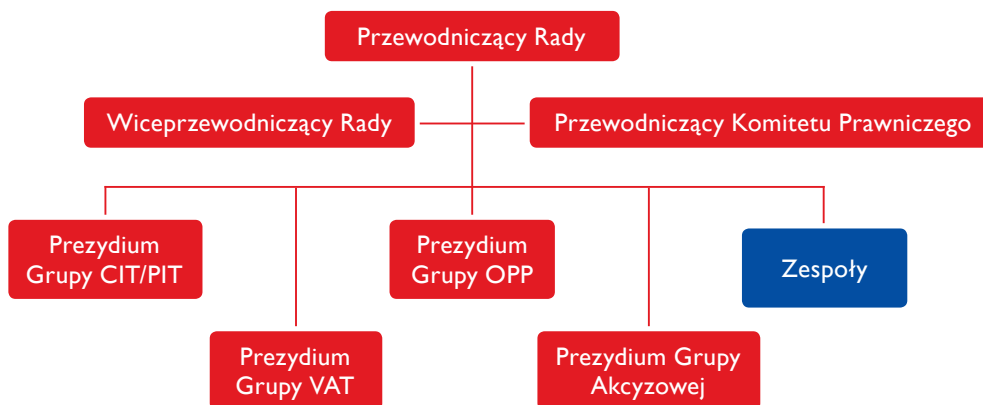 Przewodniczący Rady
Wiceprzewodniczący Rady
Przewodniczący Komitetu Prawniczego
Prezydium
Grupy CIT/PIT
Prezydium
Grupy OPP
Zespoły
Prezydium
Grupy VAT
Prezydium Grupy
Akcyzowej